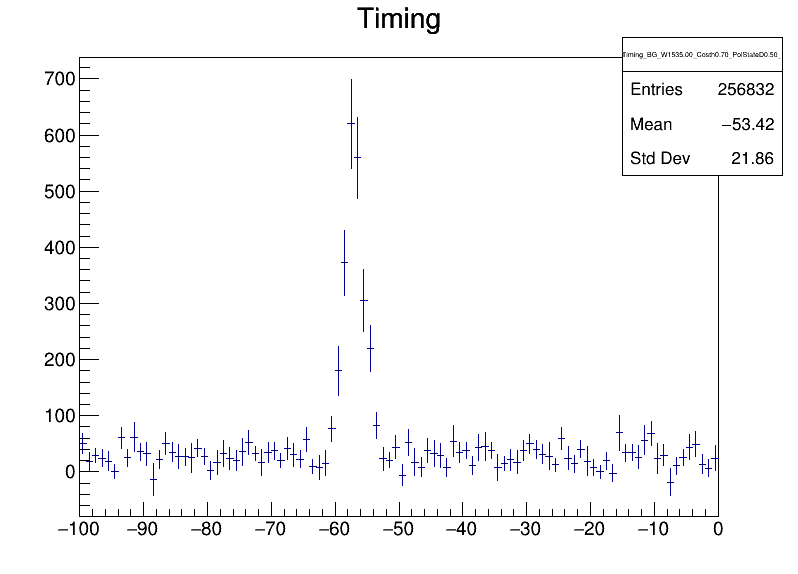 Timing
Timing_BG_W1535.00_Costh0.70_PolStateD0.50_
Entries 256832
Mean −53.42
Std Dev 21.86
700
600
500
400
300
200
100
0
−100 −90 −80 −70 −60 −50 −40 −30 −20 −10 0